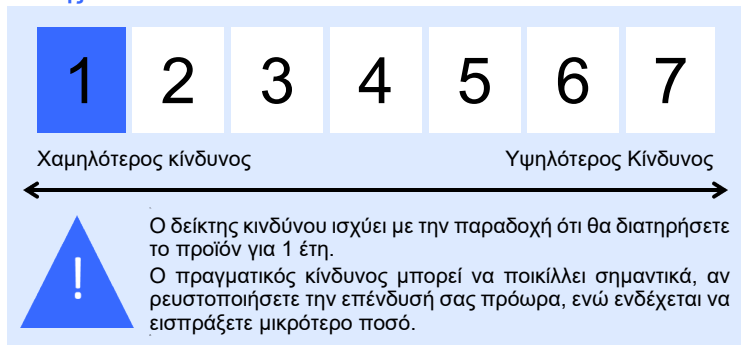 1 2 3 4 5 6 7
Χαμηλότερος κίνδυνος Υψηλότερος Κίνδυνος
Ο δείκτης κινδύνου ισχύει με την παραδοχή ότι θα διατηρήσετε
το προϊόν για 1 έτη.
Ο πραγματικός κίνδυνος μπορεί να ποικίλλει σημαντικά, αν
ρευστοποιήσετε την επένδυσή σας πρόωρα, ενώ ενδέχεται να
εισπράξετε μικρότερο ποσό.
!